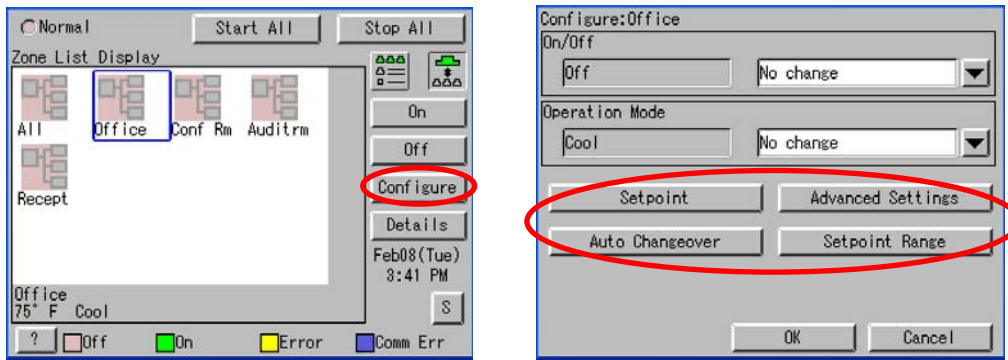 Normal
Start All
Stop All
Zone List Display
All
Office
Conf Rm
Auditrm
Recept
On
Off
Configure
Details
Feb08(Tue)
3:41 PM
S
Office
75° F Cool
?
Off
On
Error
Comm Err
Configure:Office
On/Off
Off
No change
Operation Mode
Cool
No change
Setpoint
Advanced Settings
Auto Changeover
Setpoint Range
OK
Cancel